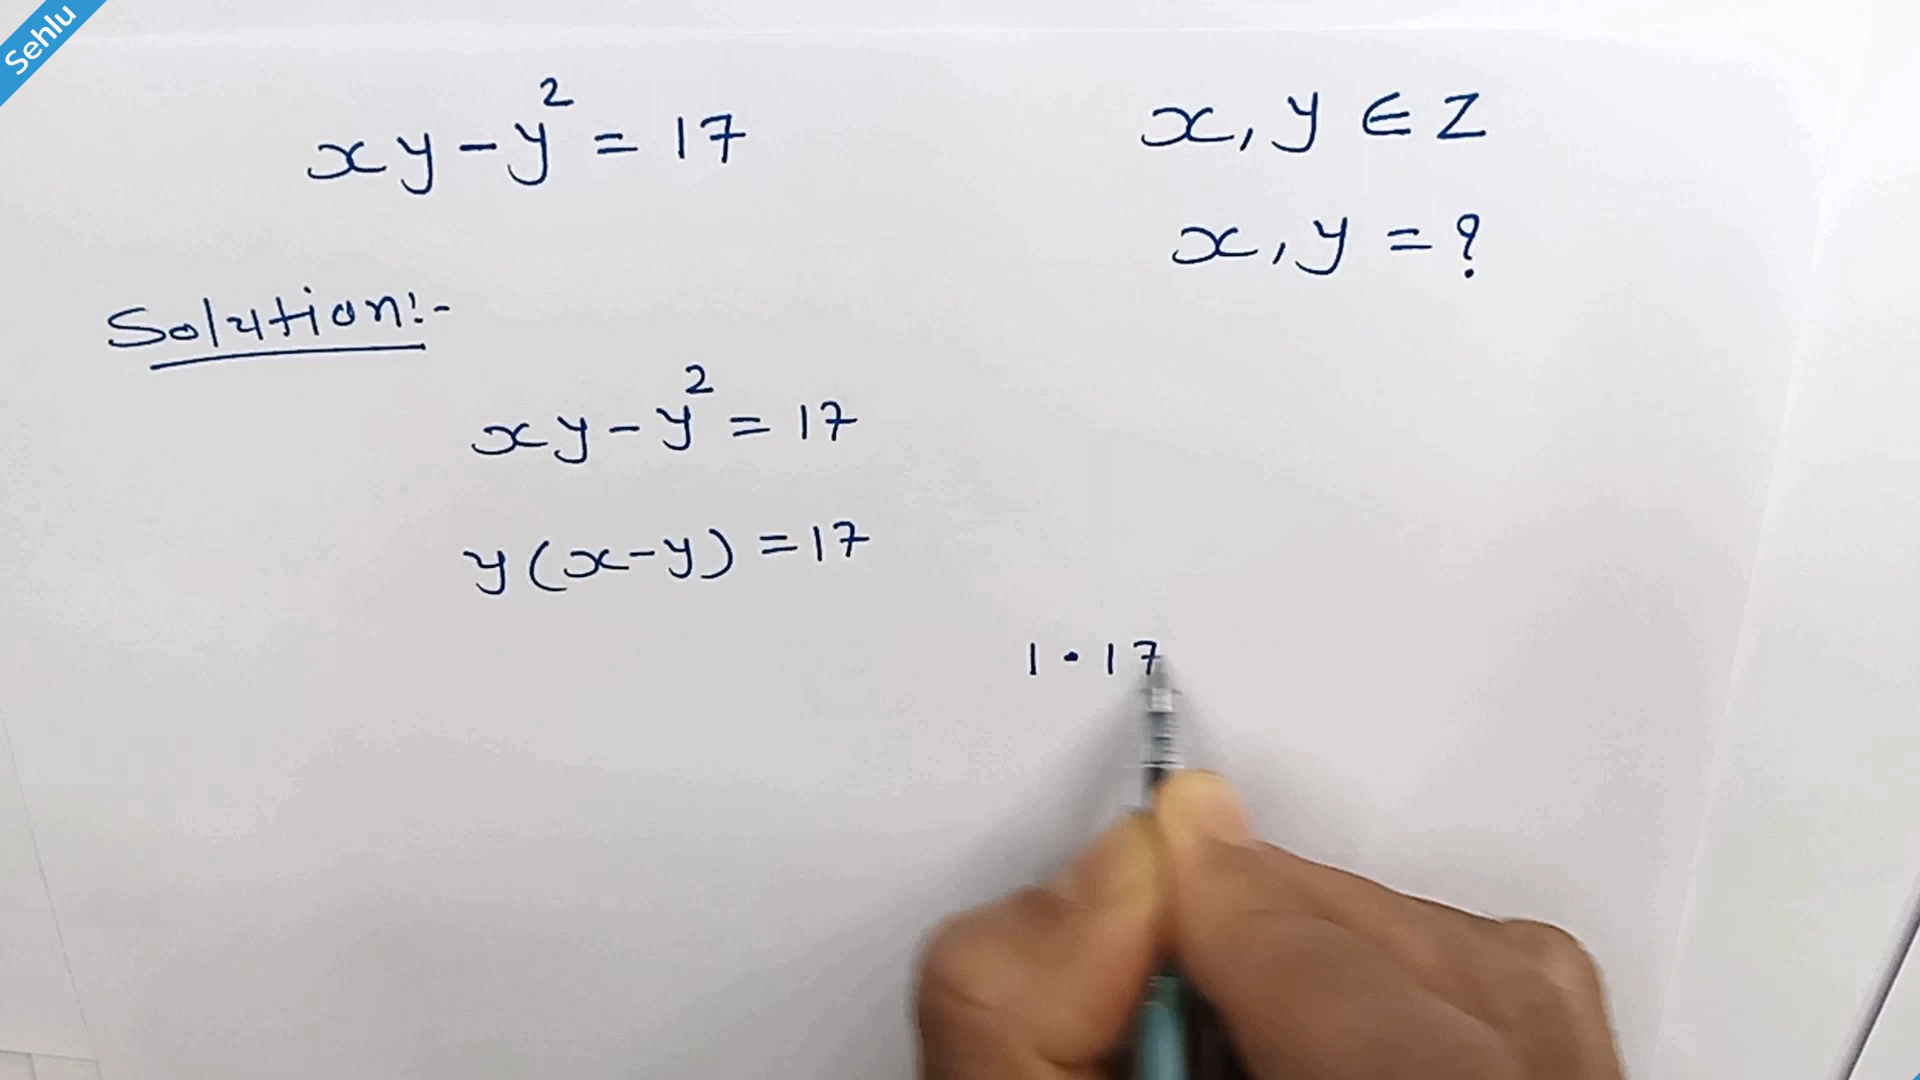 Sehlu
xy-y²=17
x,y∈Z
x,y=?
Solution:-
xy-y²=17
y(x-y)=17
1·17